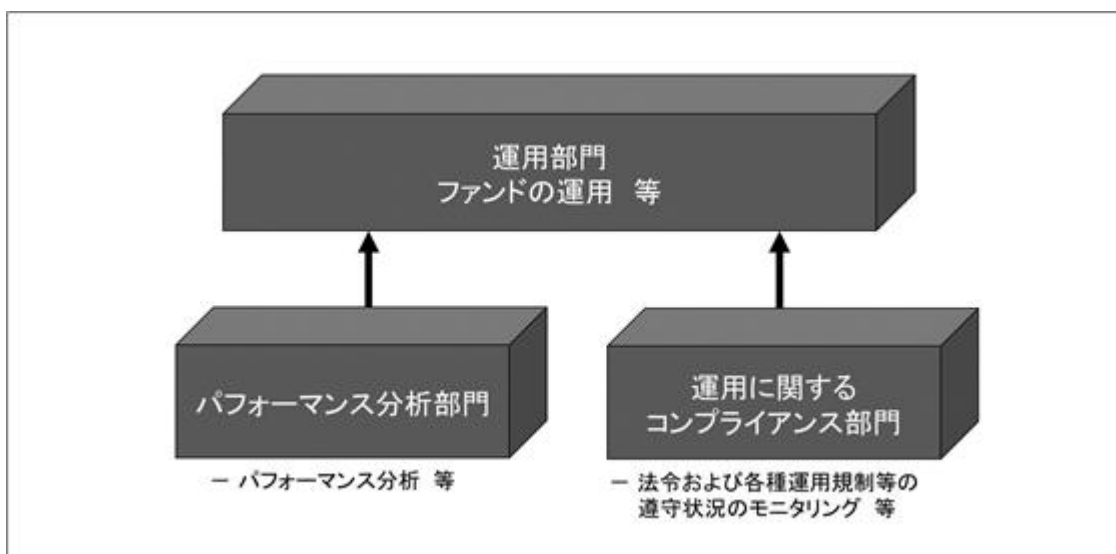 運用部門
ファンドの運用 等
パフォーマンス分析部門
－ パフォーマンス分析 等
運用に関する
コンプライアンス部門
－ 法令および各種運用規制等の
遵守状況のモニタリング 等